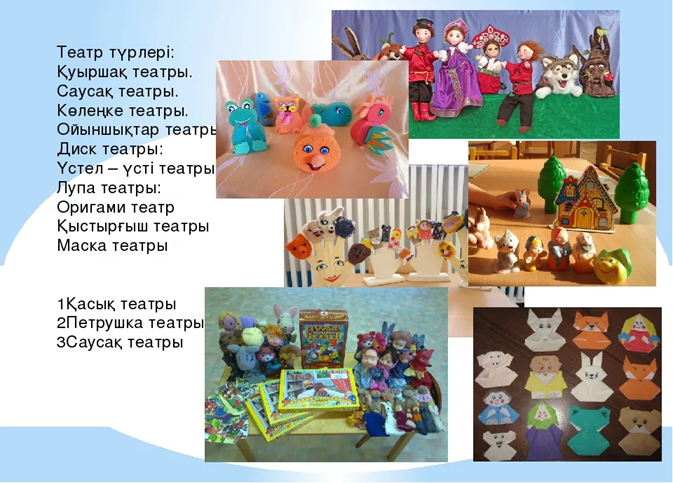 Театр түрлері:
Қуыршақ театры.
Саусақ театры.
Көлеңке театры.
Ойыншықтар театры
Диск театры:
Үстел – үсті театры
Лупа театры:
Оригами театр
Қыстырғыш театры
Маска театры
1Қасық театры
2Петрушка театры
3Саусақ театры